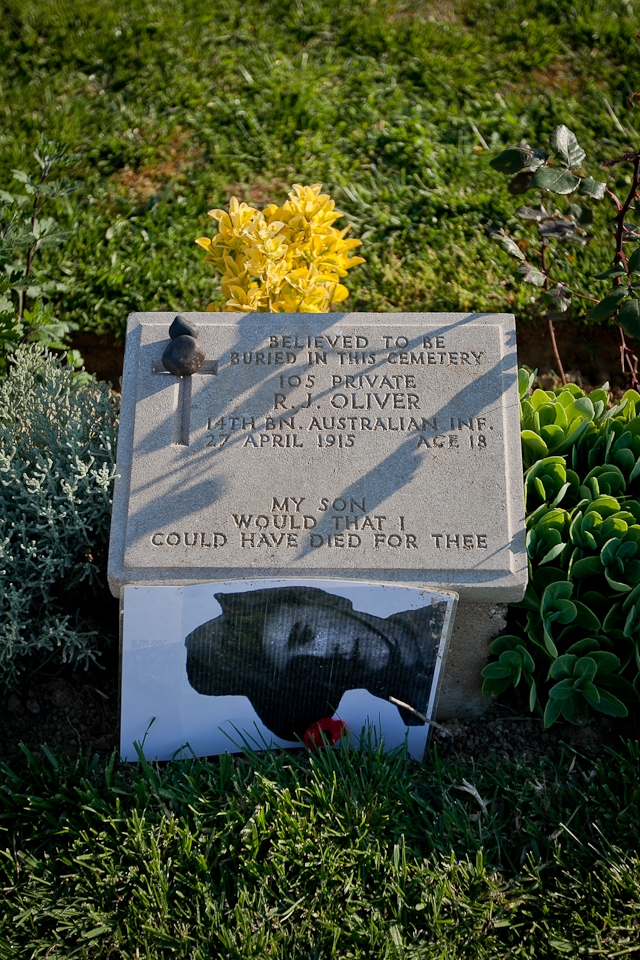 BELIEVED TO BE
BURIED IN THIS CEMETERY
105 PRIVATE
R. J. OLIVER
14TH BN. AUSTRALIAN INF.
27 APRIL 1915 AGE 18
MY SON
WOULD THAT I
COULD HAVE DIED FOR THEE